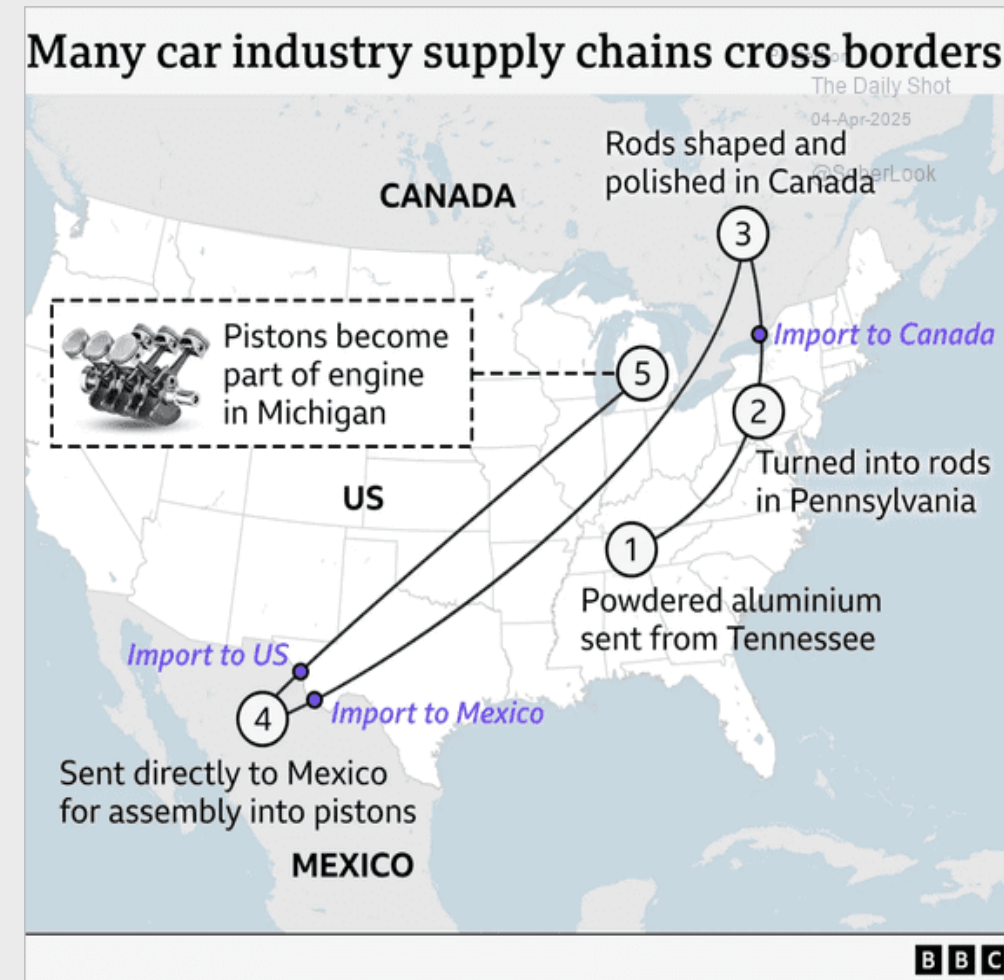 Many car industry supply chains cross borders
The Daily Shot
04-Apr-2025
@SoberLook
Rods shaped and
polished in Canada
CANADA
3
Import to Canada
Pistons become
part of engine
in Michigan
5
2
Turned into rods
in Pennsylvania
US
1
Powdered aluminium
sent from Tennessee
Import to US
4
Import to Mexico
Sent directly to Mexico
for assembly into pistons
MEXICO
BBC